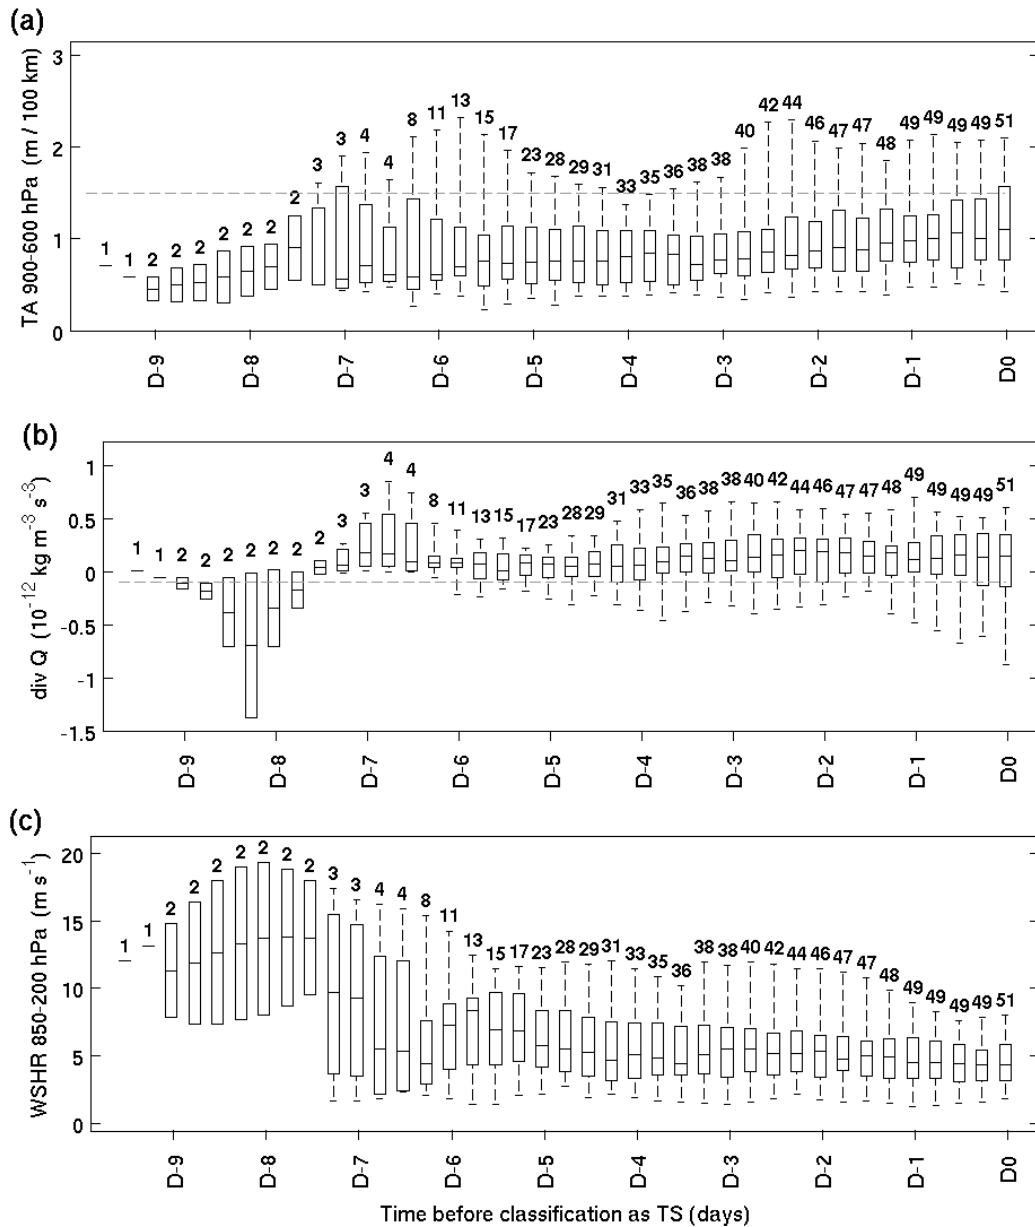 (a)
TA 900-600 hPa (m / 100 km)
3
2
1
0
1 1 2 2 2 2 2 2 2 3 3 4 4 8 11 13 15 17 23 28 29 31 33 35 36 38 38 40 42 44 46 47 47 48 49 49 49 49 51
D-9 D-8 D-7 D-6 D-5 D-4 D-3 D-2 D-1 D0
(b)
div Q (10⁻¹² kg m⁻³ s⁻³)
1
0.5
0
-0.5
-1
-1.5
1 1 2 2 2 2 2 2 2 3 3 4 4 8 11 13 15 17 23 28 29 31 33 35 36 38 38 40 42 44 46 47 47 48 49 49 49 49 51
D-9 D-8 D-7 D-6 D-5 D-4 D-3 D-2 D-1 D0
(c)
WSHR 850-200 hPa (m s⁻¹)
20
15
10
5
0
1 1 2 2 2 2 2 2 2 3 3 4 4 8 11 13 15 17 23 28 29 31 33 35 36 38 38 40 42 44 46 47 47 48 49 49 49 49 51
D-9 D-8 D-7 D-6 D-5 D-4 D-3 D-2 D-1 D0
Time before classification as TS (days)